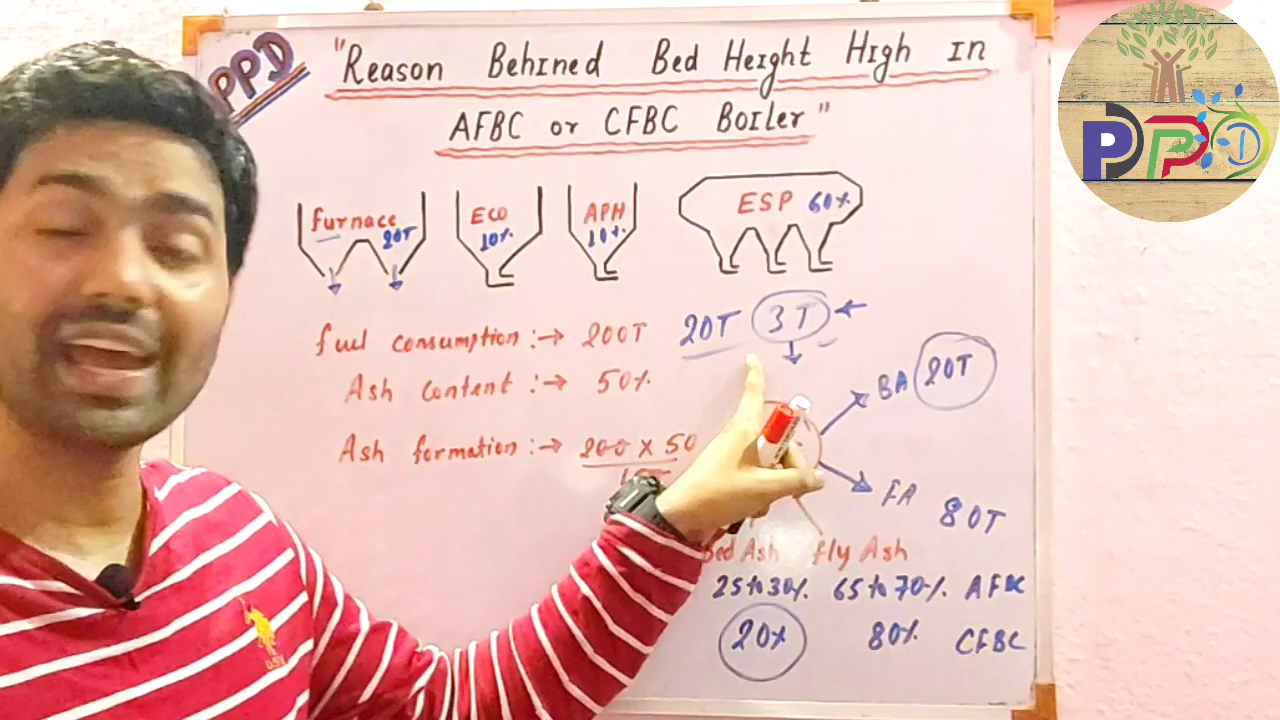 PPD
"Reason Behined Bed Height High In
AFBC or CFBC Boiler"
PPD
furnace 20T
ECO 10%
APH 10%
ESP 60%
fuel consumption :→ 200T
20T 3T ←
Ash content :→ 50%
BA 20T
Ash formation :→ 200 x 50
100
FA 80T
Bed Ash fly Ash
25 to 30% 65 to 70% AFBC
20% 80% CFBC